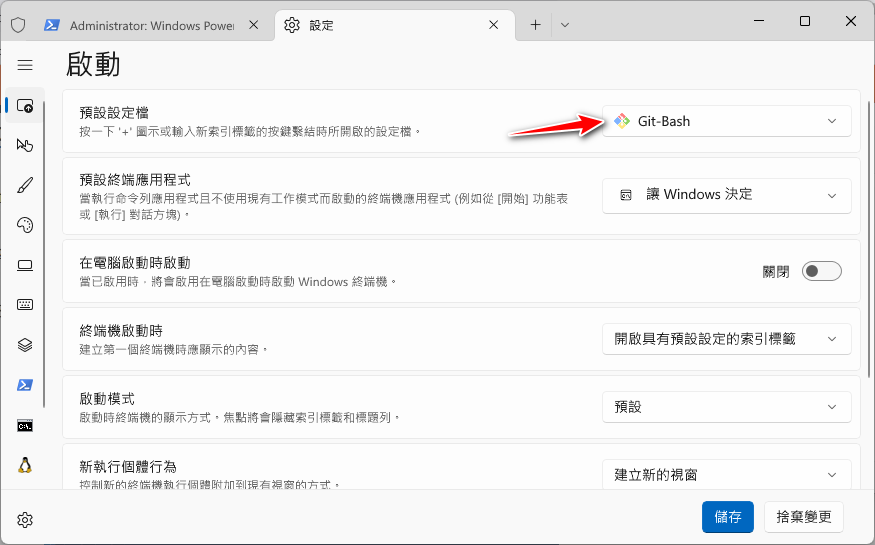 Administrator: Windows Power
設定
啟動
預設設定檔
按一下 '+' 圖示或輸入新索引標籤的按鍵繫結時所開啟的設定檔。
Git-Bash
預設終端應用程式
當執行命令列應用程式且不使用現有工作模式而啟動的終端機應用程式 (例如從 [開始] 功能表
或 [執行] 對話方塊)。
讓 Windows 決定
在電腦啟動時啟動
當已啟用時，將會啟用在電腦啟動時啟動 Windows 終端機。
關閉
終端機啟動時
建立第一個終端機時應顯示的內容。
開啟具有預設設定的索引標籤
啟動模式
啟動時終端機的顯示方式。焦點將會隱藏索引標籤和標題列。
預設
新執行個體行為
控制新的終端機執行個體附加到現有視窗的方式。
建立新的視窗
儲存
捨棄變更